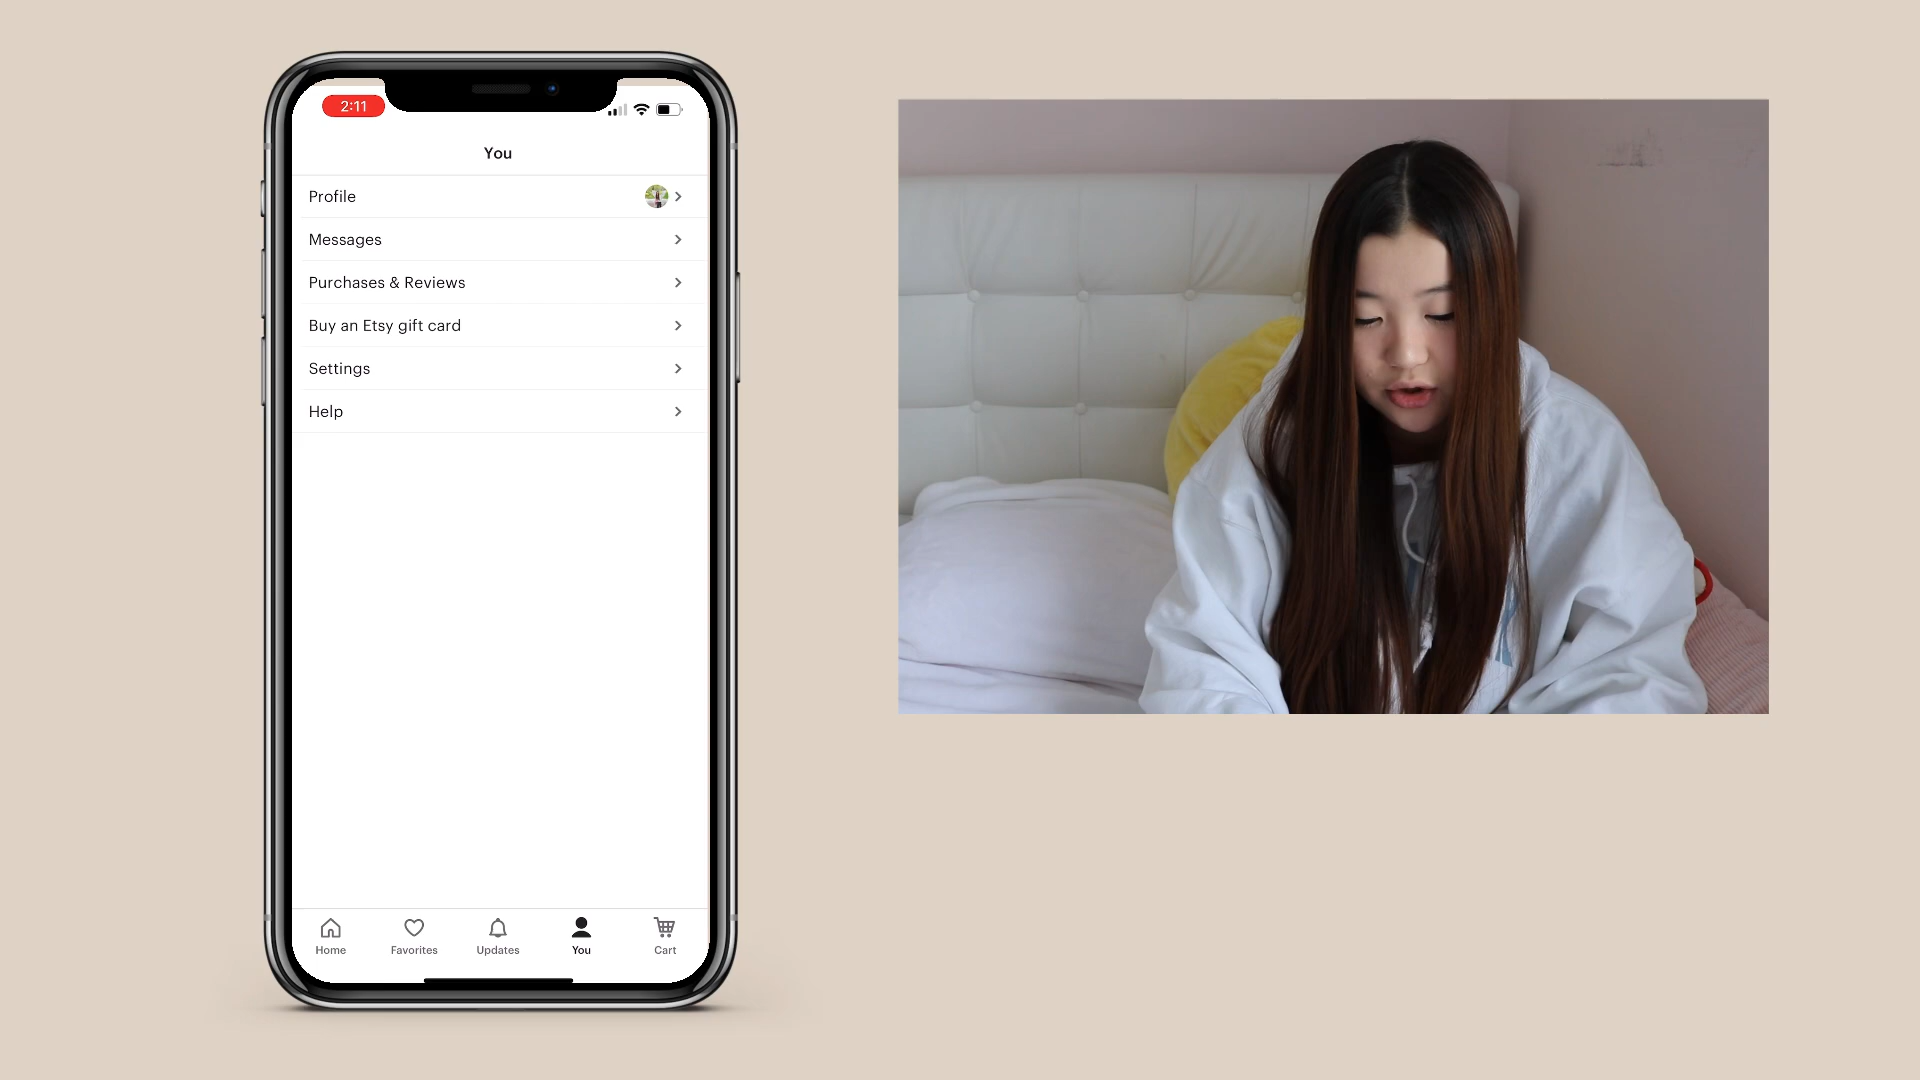 2:11
You
Profile
Messages
Purchases & Reviews
Buy an Etsy gift card
Settings
Help
Home
Favorites
Updates
You
Cart